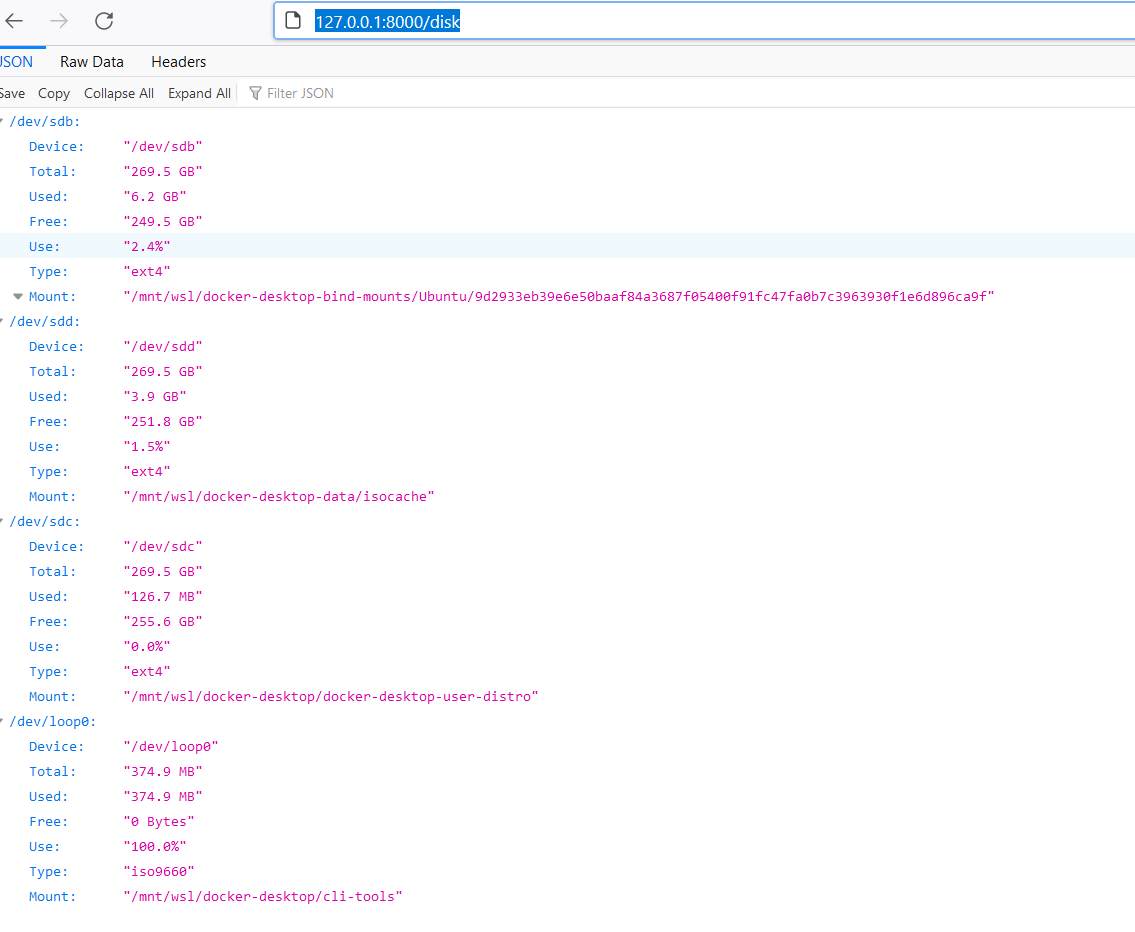 127.0.0.1:8000/disk
JSON Raw Data Headers
Save Copy Collapse All Expand All Filter JSON
/dev/sdb:
Device: "/dev/sdb"
Total: "269.5 GB"
Used: "6.2 GB"
Free: "249.5 GB"
Use: "2.4%"
Type: "ext4"
Mount: "/mnt/wsl/docker-desktop-bind-mounts/Ubuntu/9d2933eb39e6e50baaf84a3687f05400f91fc47fa0b7c3963930f1e6d896ca9f"
/dev/sdd:
Device: "/dev/sdd"
Total: "269.5 GB"
Used: "3.9 GB"
Free: "251.8 GB"
Use: "1.5%"
Type: "ext4"
Mount: "/mnt/wsl/docker-desktop-data/isocache"
/dev/sdc:
Device: "/dev/sdc"
Total: "269.5 GB"
Used: "126.7 MB"
Free: "255.6 GB"
Use: "0.0%"
Type: "ext4"
Mount: "/mnt/wsl/docker-desktop/docker-desktop-user-distro"
/dev/loop0:
Device: "/dev/loop0"
Total: "374.9 MB"
Used: "374.9 MB"
Free: "0 Bytes"
Use: "100.0%"
Type: "iso9660"
Mount: "/mnt/wsl/docker-desktop/cli-tools"